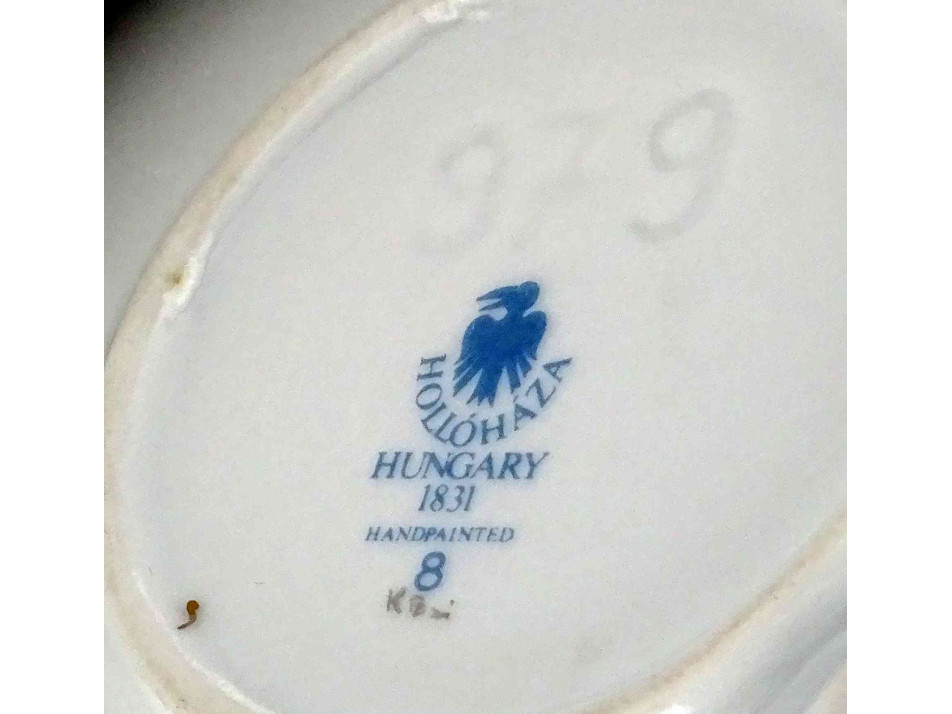 979
HOLLÓHÁZA
HUNGARY
1831
HANDPAINTED
8